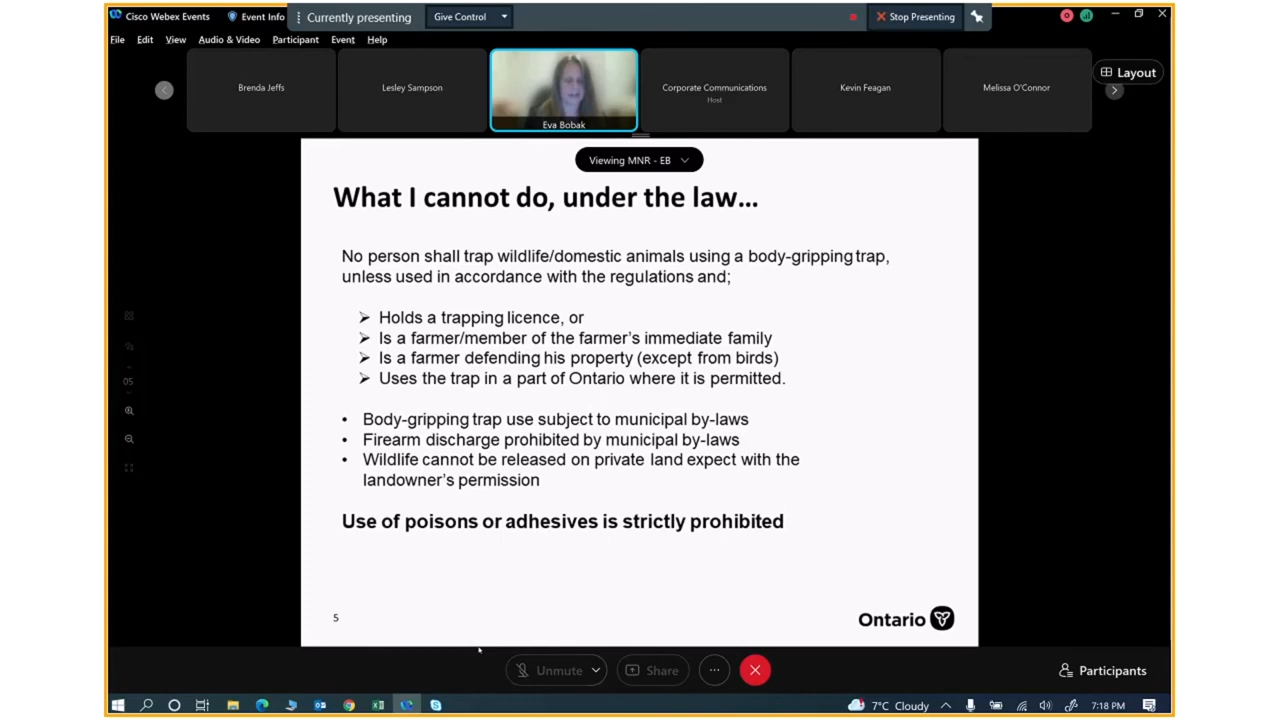 Cisco Webex Events
Event Info
Currently presenting
Give Control
Stop Presenting
File Edit View Audio & Video Participant Event Help
Brenda Jeffs
Lesley Sampson
Eva Bobak
Corporate Communications
Host
Kevin Feagan
Melissa O'Connor
Layout
Viewing MNR - EB
What I cannot do, under the law...
No person shall trap wildlife/domestic animals using a body-gripping trap,
unless used in accordance with the regulations and;
➢ Holds a trapping licence, or
➢ Is a farmer/member of the farmer's immediate family
➢ Is a farmer defending his property (except from birds)
➢ Uses the trap in a part of Ontario where it is permitted.
• Body-gripping trap use subject to municipal by-laws
• Firearm discharge prohibited by municipal by-laws
• Wildlife cannot be released on private land expect with the
landowner's permission
Use of poisons or adhesives is strictly prohibited
5
Ontario
05
Unmute
Share
Participants
7°C Cloudy
7:18 PM